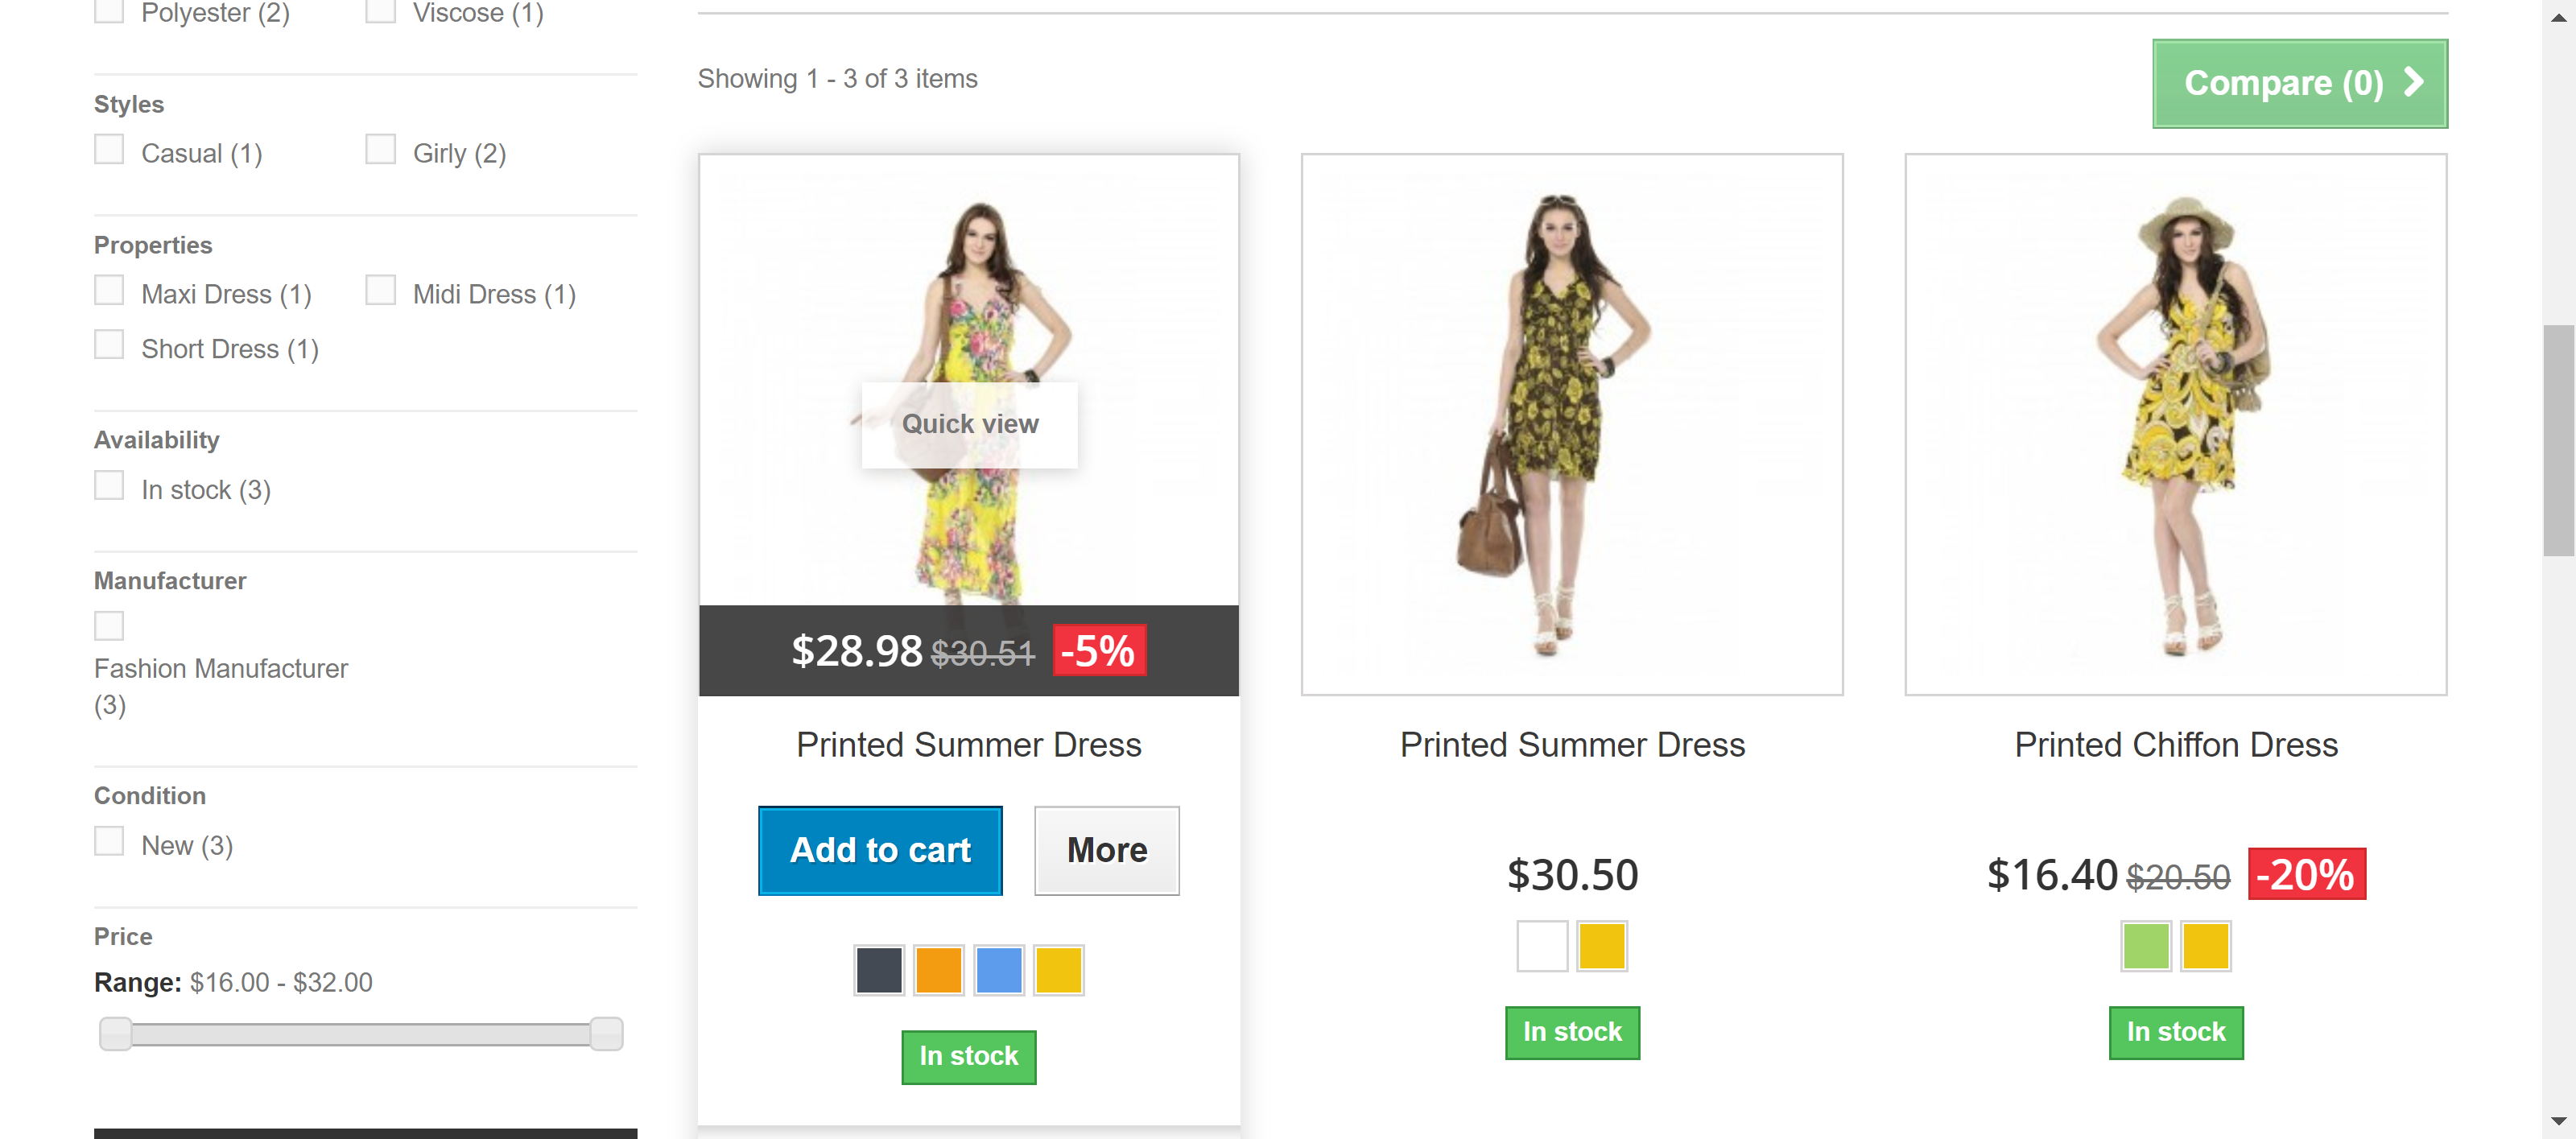 Polyester (2)
Viscose (1)
Styles
Casual (1)
Girly (2)
Properties
Maxi Dress (1)
Midi Dress (1)
Short Dress (1)
Availability
In stock (3)
Manufacturer
Fashion Manufacturer
(3)
Condition
New (3)
Price
Range: $16.00 - $32.00
Showing 1 - 3 of 3 items
Compare (0)
Quick view
$28.98 $30.51 -5%
Printed Summer Dress
Add to cart
More
In stock
Printed Summer Dress
$30.50
In stock
Printed Chiffon Dress
$16.40 $20.50 -20%
In stock